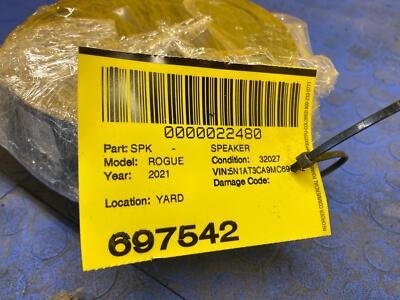 0000022480
Part: SPK - SPEAKER
Model: ROGUE Condition: 32027
Year: 2021 VIN:5N1AT3CA9MC69
Damage Code:
Location: YARD
697542